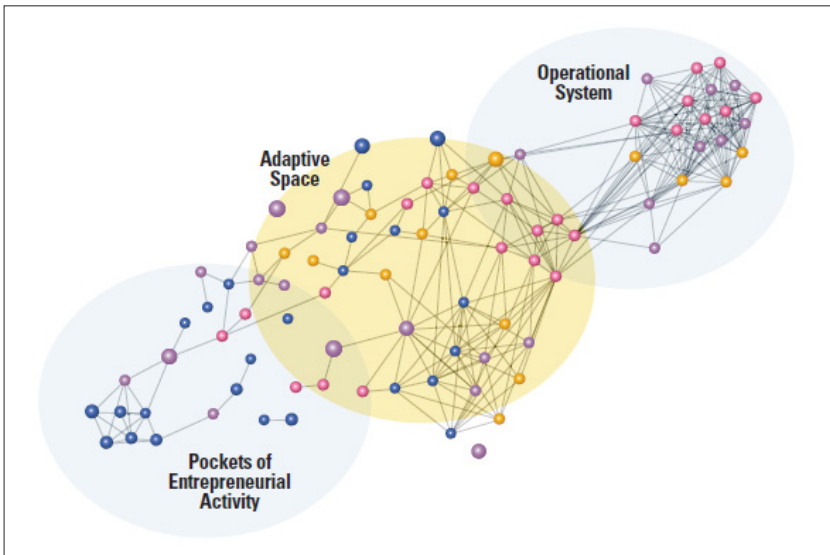 Operational
System
Adaptive
Space
Pockets of
Entrepreneurial
Activity